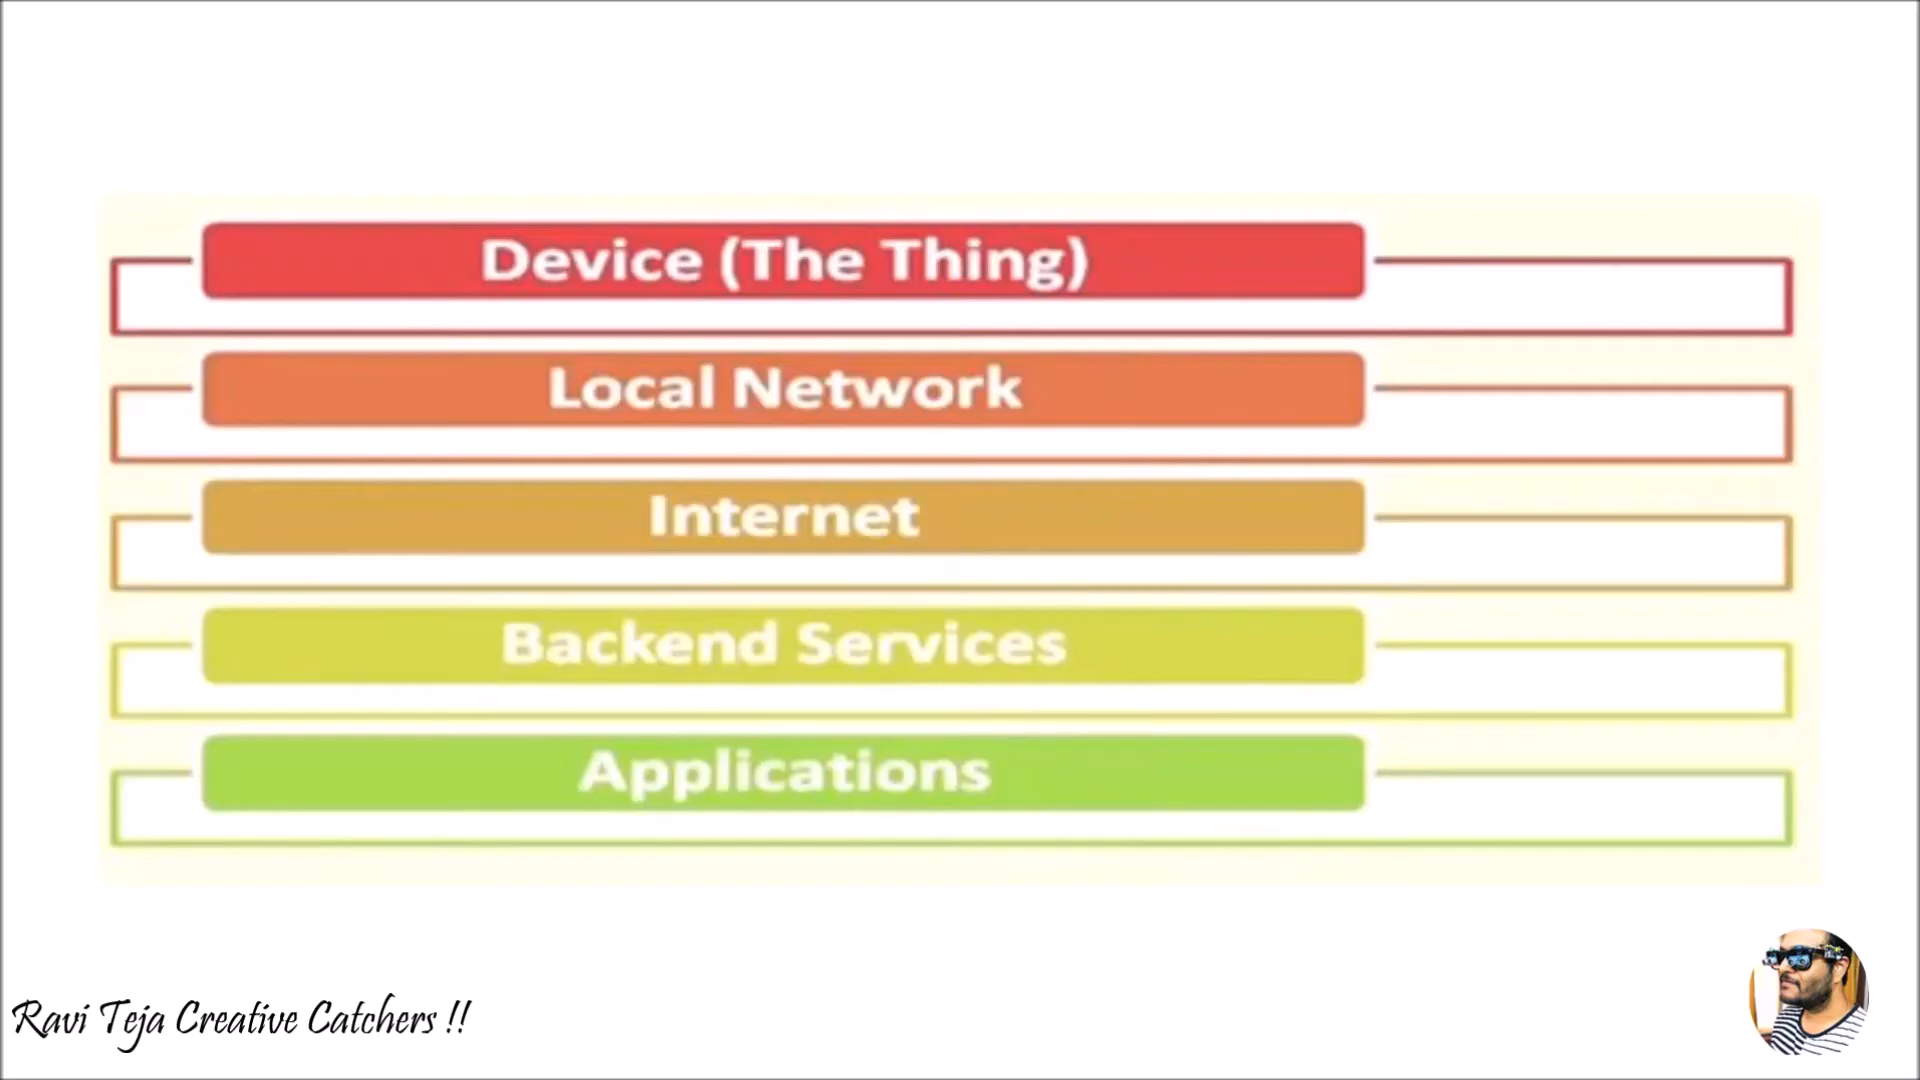 Device (The Thing)
Local Network
Internet
Backend Services
Applications
Ravi Teja Creative Catchers !!